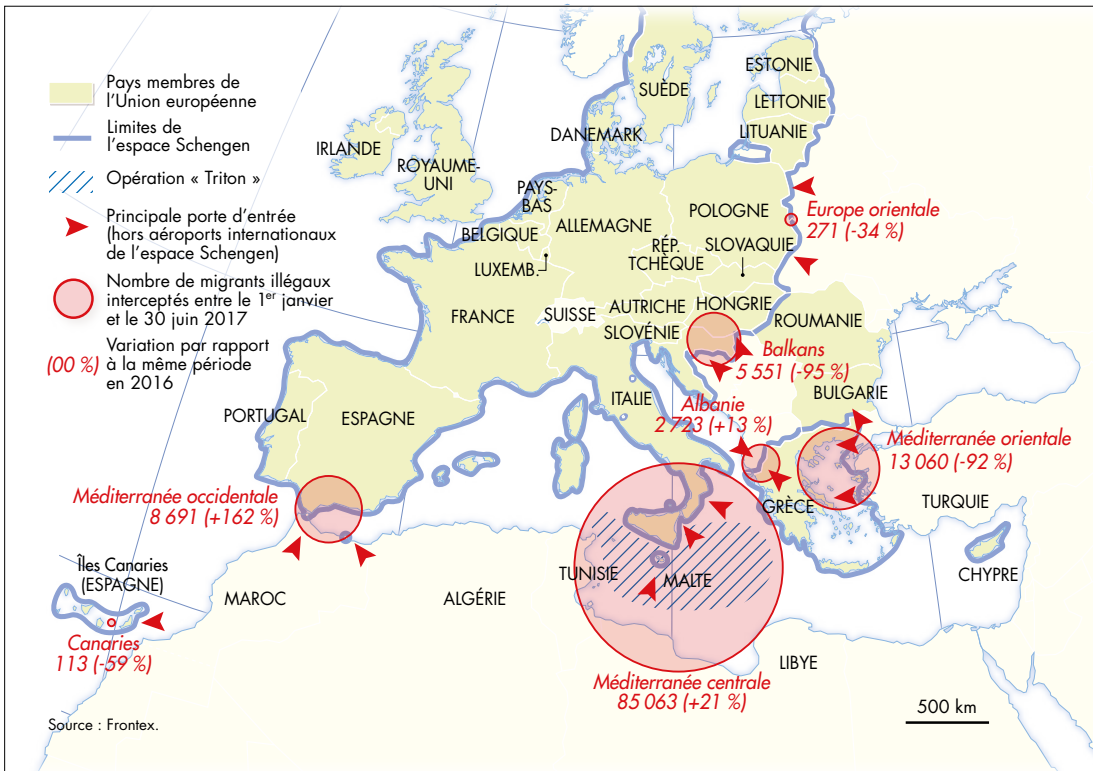 Pays membres de
l'Union européenne
Limites de
l'espace Schengen
Opération « Triton »
Principale porte d'entrée
(hors aéroports internationaux
de l'espace Schengen)
Nombre de migrants illégaux
interceptés entre le 1er janvier
et le 30 juin 2017
(00 %)
Variation par rapport
à la même période
en 2016
ESTONIE
SUÈDE
LETTONIE
LITUANIE
DANEMARK
IRLANDE
ROYAUME-
UNI
PAYS-
BAS
POLOGNE
Europe orientale
271 (-34 %)
ALLEMAGNE
BELGIQUE
RÉP.
TCHÈQUE
SLOVAQUIE
LUXEMB.
FRANCE
SUISSE
AUTRICHE
HONGRIE
SLOVÉNIE
ROUMANIE
Balkans
5 551 (-95 %)
ITALIE
BULGARIE
Albanie
2 723 (+13 %)
PORTUGAL
ESPAGNE
Méditerranée orientale
13 060 (-92 %)
Méditerranée occidentale
8 691 (+162 %)
GRÈCE
TURQUIE
Îles Canaries
(ESPAGNE)
TUNISIE
MALTE
CHYPRE
MAROC
ALGÉRIE
Canaries
113 (-59 %)
LIBYE
Méditerranée centrale
85 063 (+21 %)
500 km
Source : Frontex.